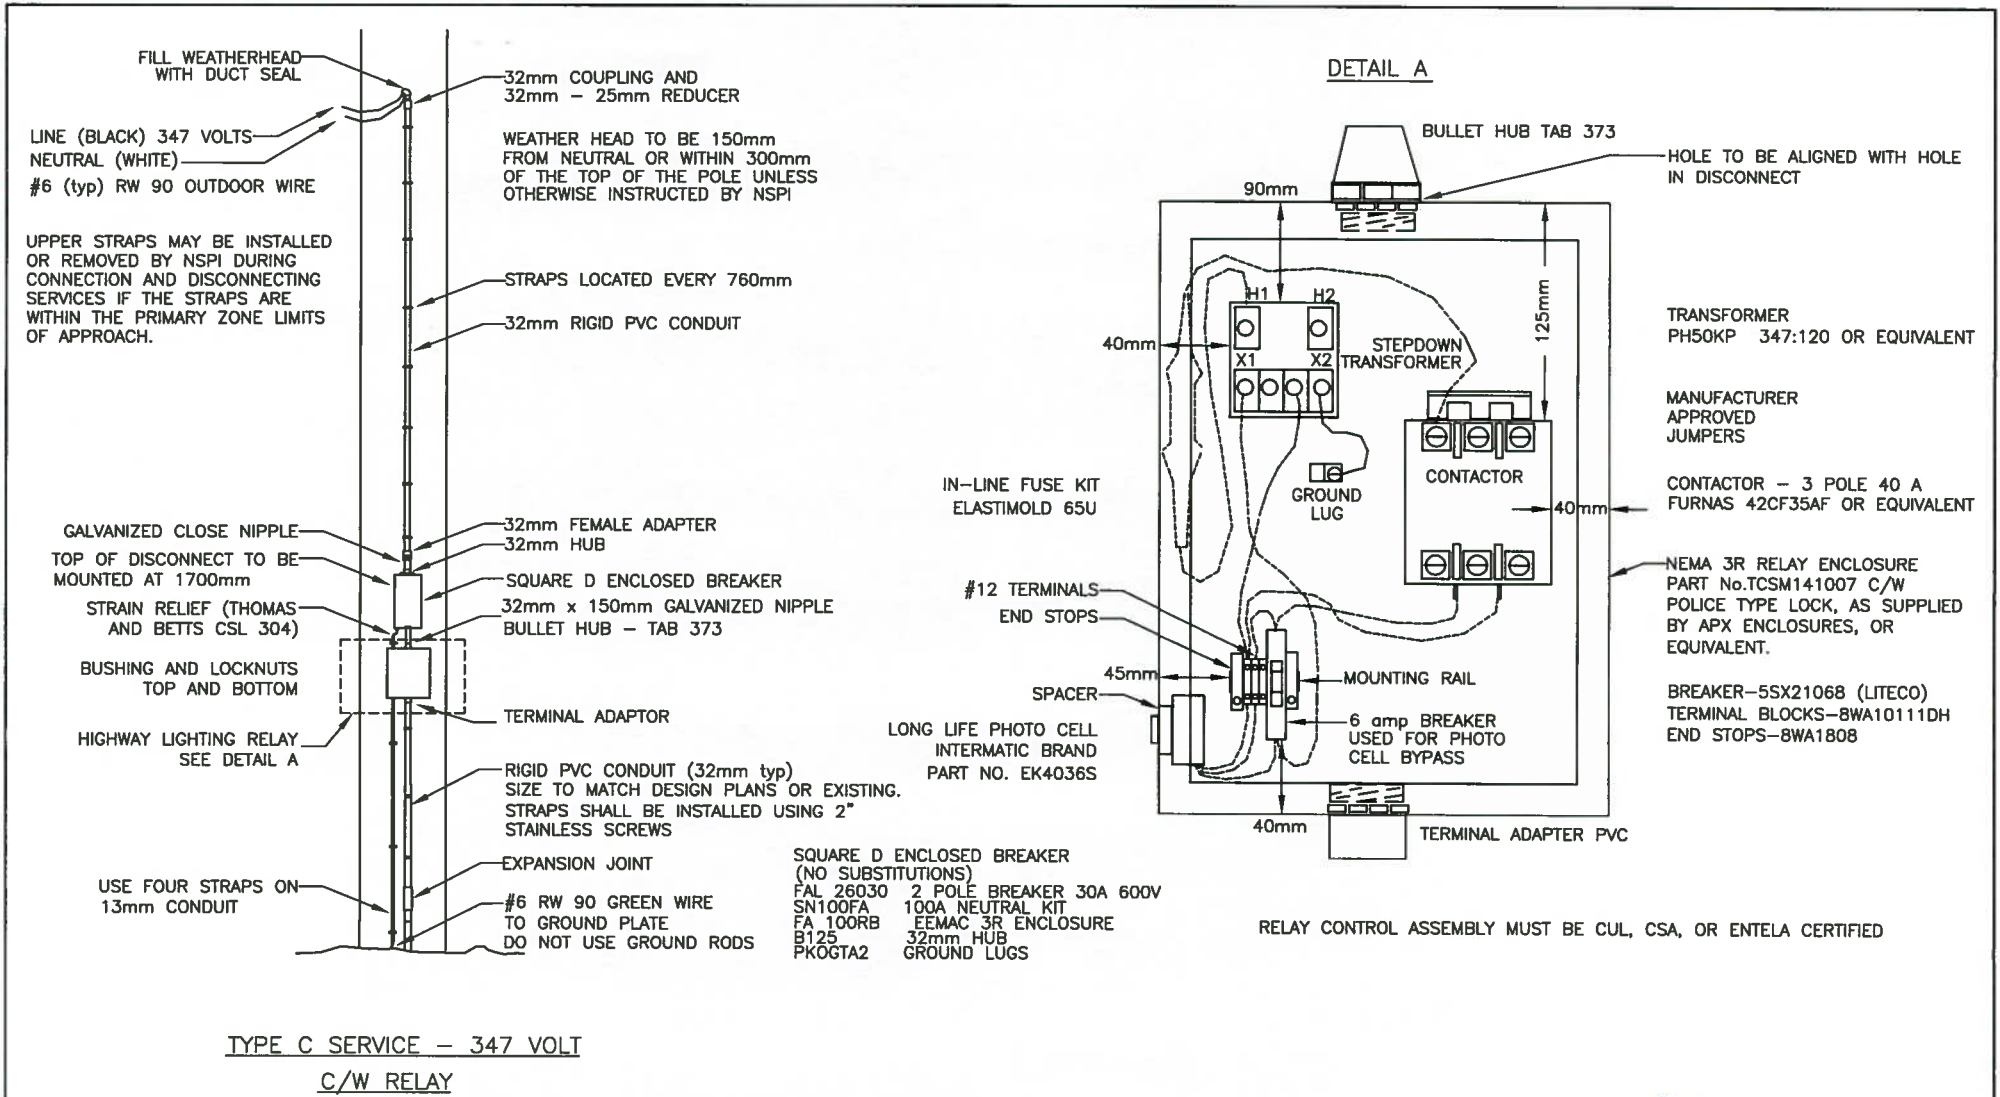 FILL WEATHERHEAD
WITH DUCT SEAL
LINE (BLACK) 347 VOLTS
NEUTRAL (WHITE)
#6 (typ) RW 90 OUTDOOR WIRE
UPPER STRAPS MAY BE INSTALLED
OR REMOVED BY NSPI DURING
CONNECTION AND DISCONNECTING
SERVICES IF THE STRAPS ARE
WITHIN THE PRIMARY ZONE LIMITS
OF APPROACH.
GALVANIZED CLOSE NIPPLE
TOP OF DISCONNECT TO BE
MOUNTED AT 1700mm
STRAIN RELIEF (THOMAS
AND BETTS CSL 304)
BUSHING AND LOCKNUTS
TOP AND BOTTOM
HIGHWAY LIGHTING RELAY
SEE DETAIL A
USE FOUR STRAPS ON
13mm CONDUIT
32mm COUPLING AND
32mm - 25mm REDUCER
WEATHER HEAD TO BE 150mm
FROM NEUTRAL OR WITHIN 300mm
OF THE TOP OF THE POLE UNLESS
OTHERWISE INSTRUCTED BY NSPI
STRAPS LOCATED EVERY 760mm
32mm RIGID PVC CONDUIT
32mm FEMALE ADAPTER
32mm HUB
SQUARE D ENCLOSED BREAKER
32mm x 150mm GALVANIZED NIPPLE
BULLET HUB - TAB 373
TERMINAL ADAPTOR
RIGID PVC CONDUIT (32mm typ)
SIZE TO MATCH DESIGN PLANS OR EXISTING.
STRAPS SHALL BE INSTALLED USING 2"
STAINLESS SCREWS
EXPANSION JOINT
#6 RW 90 GREEN WIRE
TO GROUND PLATE
DO NOT USE GROUND RODS
SQUARE D ENCLOSED BREAKER
(NO SUBSTITUTIONS)
FAL 26030 2 POLE BREAKER 30A 600V
SN100FA 100A NEUTRAL KIT
FA 100RB EEMAC 3R ENCLOSURE
B125 32mm HUB
PKOGTA2 GROUND LUGS
TYPE C SERVICE - 347 VOLT
C/W RELAY
DETAIL A
BULLET HUB TAB 373
HOLE TO BE ALIGNED WITH HOLE
IN DISCONNECT
90mm
125mm
40mm
H1 H2
STEPDOWN
TRANSFORMER
X1 X2
CONTACTOR
GROUND
LUG
40mm
IN-LINE FUSE KIT
ELASTIMOLD 65U
#12 TERMINALS
END STOPS
45mm
SPACER
LONG LIFE PHOTO CELL
INTERMATIC BRAND
PART NO. EK4036S
MOUNTING RAIL
6 amp BREAKER
USED FOR PHOTO
CELL BYPASS
40mm
TERMINAL ADAPTER PVC
TRANSFORMER
PH50KP 347:120 OR EQUIVALENT
MANUFACTURER
APPROVED
JUMPERS
CONTACTOR - 3 POLE 40 A
FURNAS 42CF35AF OR EQUIVALENT
NEMA 3R RELAY ENCLOSURE
PART No.TCSM141007 C/W
POLICE TYPE LOCK, AS SUPPLIED
BY APX ENCLOSURES, OR
EQUIVALENT.
BREAKER-5SX21068 (LITECO)
TERMINAL BLOCKS-8WA10111DH
END STOPS-8WA1808
RELAY CONTROL ASSEMBLY MUST BE CUL, CSA, OR ENTELA CERTIFIED